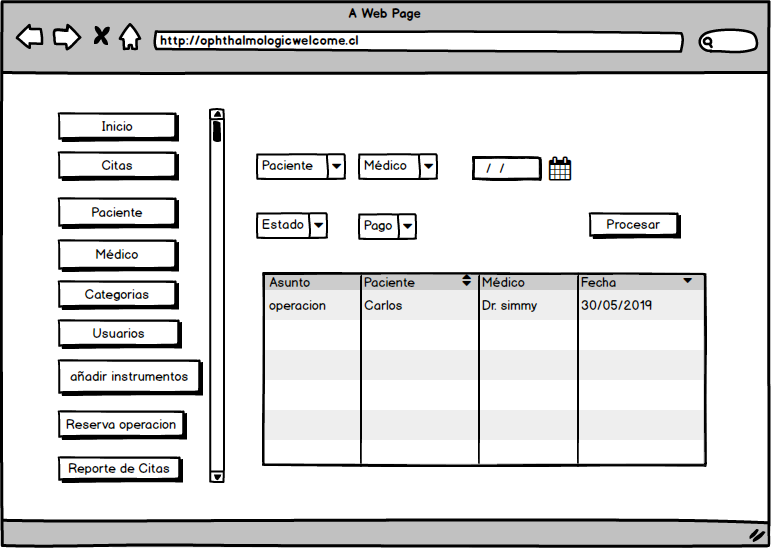 A Web Page
http://ophthalmologicwelcome.cl
Inicio
Citas
Paciente
Médico
Categorias
Usuarios
añadir instrumentos
Reserva operacion
Reporte de Citas
Paciente Médico / /
Estado Pago Procesar
Asunto Paciente Médico Fecha
operacion Carlos Dr. simmy 30/05/2019